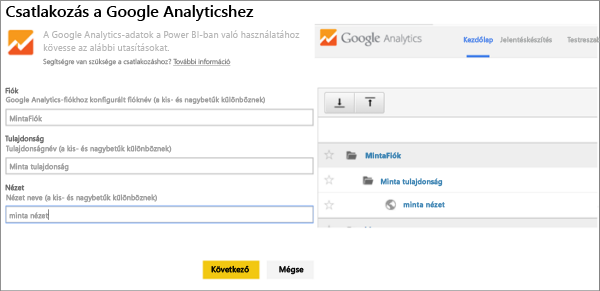 Csatlakozás a Google Analyticshez
A Google Analytics-adatok a Power BI-ban való használatához
kövesse az alábbi utasításokat.
Segítségre van szüksége a csatlakozáshoz? További információ
Fiók
Google Analytics-fiókhoz konfigurált fióknév (a kis- és nagybetűk különböznek)
MintaFiók
Tulajdonság
Tulajdonságnév (a kis- és nagybetűk különböznek)
Minta tulajdonság
Nézet
Nézet neve (a kis- és nagybetűk különböznek)
minta nézet
Következő Mégse
Google Analytics
Kezdőlap Jelentéskészítés Testreszab
MintaFiók
Minta tulajdonság
minta nézet